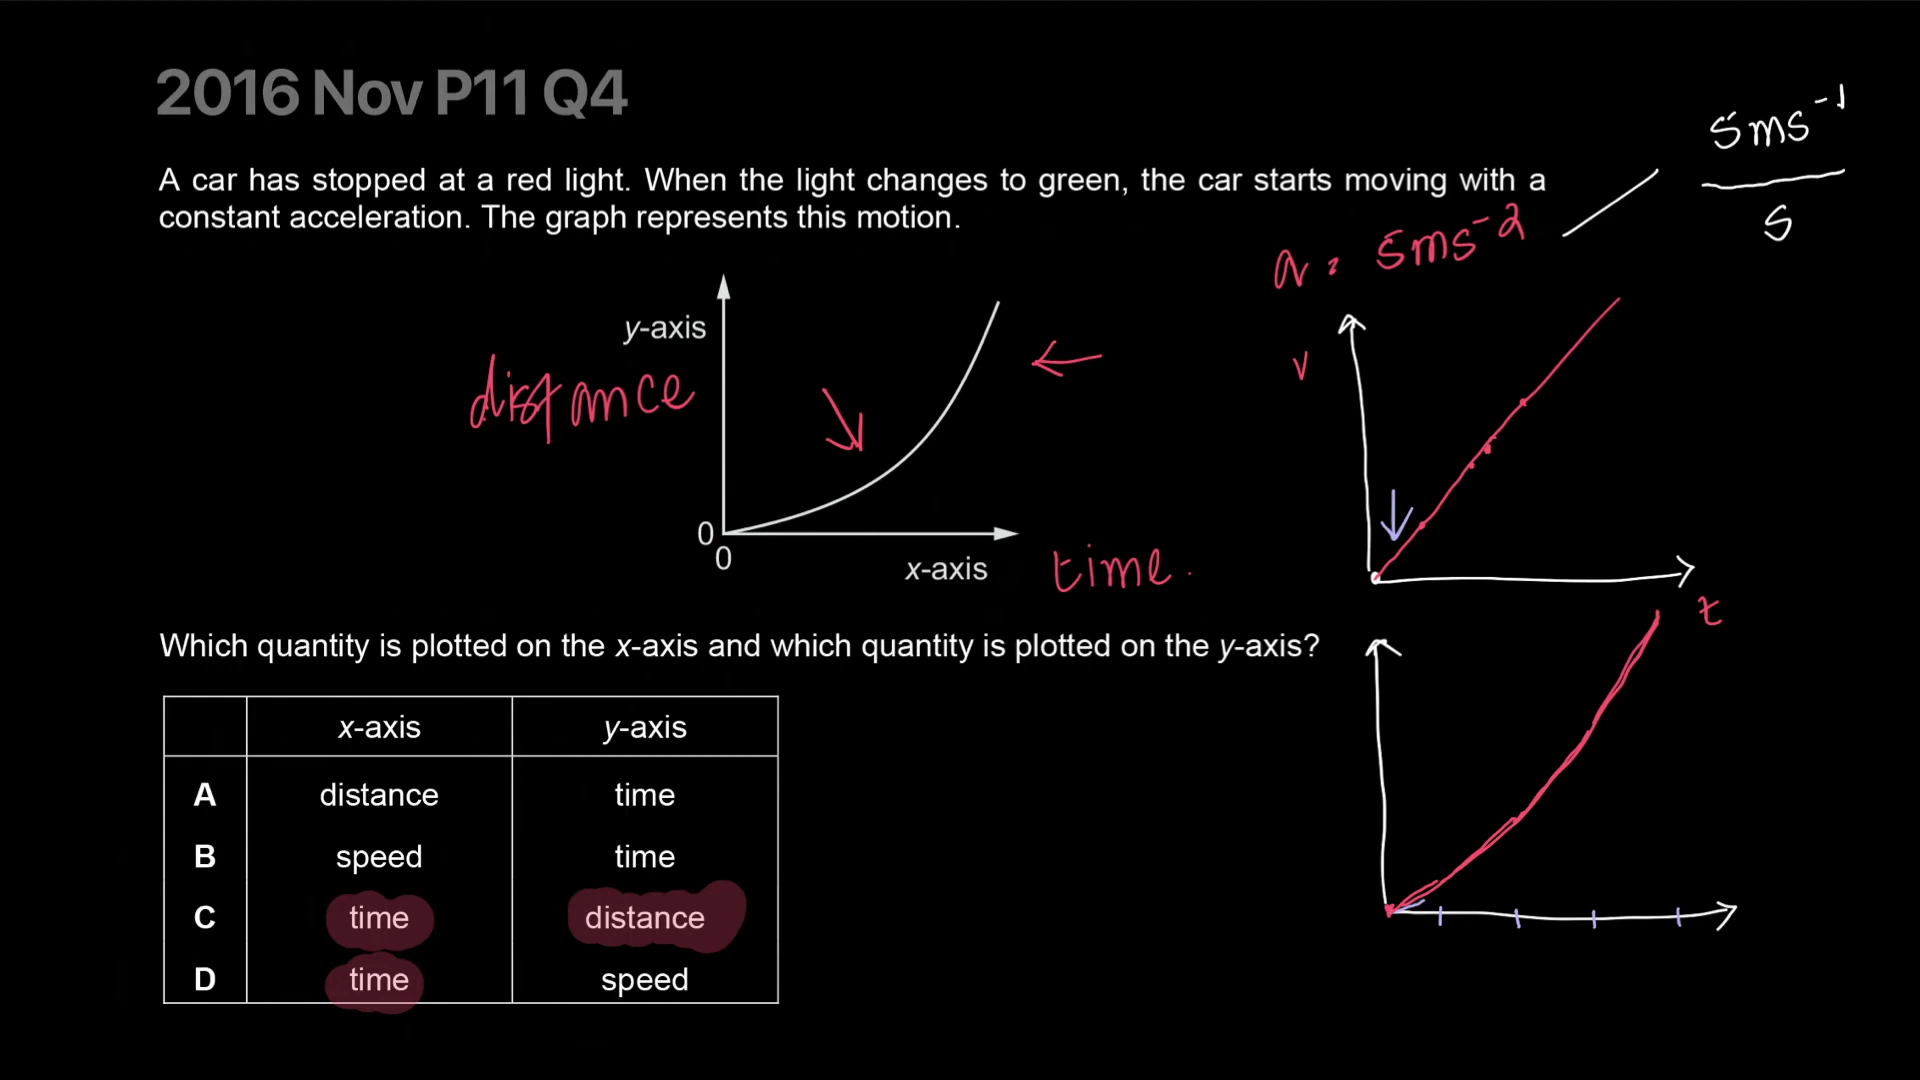 2016 Nov P11 Q4
5ms⁻¹
s
A car has stopped at a red light. When the light changes to green, the car starts moving with a
constant acceleration. The graph represents this motion.
a = 5ms⁻²
y-axis
distance
v
0
0
x-axis
time.
t
Which quantity is plotted on the x-axis and which quantity is plotted on the y-axis?
x-axis y-axis
A distance time
B speed time
C time distance
D time speed